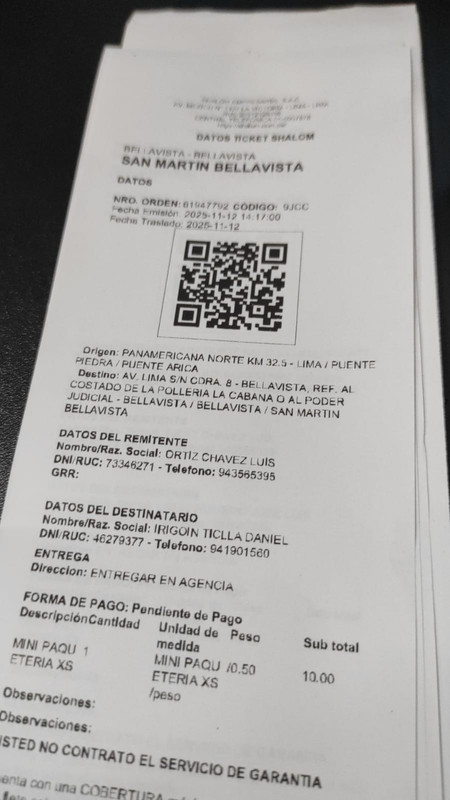 DATOS TICKET SHALOM
BELLAVISTA - BELLAVISTA
SAN MARTIN BELLAVISTA
DATOS
NRO. ORDEN: 61947792 CÓDIGO: 9JCC
Fecha Emisión: 2025-11-12 14:17:00
Fecha Traslado: 2025-11-12
Origen: PANAMERICANA NORTE KM 32.5 - LIMA / PUENTE
PIEDRA / PUENTE ARICA
Destino: AV. LIMA S/N CDRA. 8 - BELLAVISTA, REF. AL
COSTADO DE LA POLLERIA LA CABANA O AL PODER
JUDICIAL - BELLAVISTA / BELLAVISTA / SAN MARTIN
BELLAVISTA
DATOS DEL REMITENTE
Nombre/Raz. Social: ORTIZ CHAVEZ LUIS
DNI/RUC: 73346271 - Telefono: 943565395
GRR:
DATOS DEL DESTINATARIO
Nombre/Raz. Social: IRIGOIN TICLLA DANIEL
DNI/RUC: 46279377 - Telefono: 941901560
ENTREGA
Direccion: ENTREGAR EN AGENCIA
FORMA DE PAGO: Pendiente de Pago
DescripciónCantidad Unidad de medida Peso Sub total
MINI PAQU 1 MINI PAQU /0.50 10.00
ETERIA XS ETERIA XS
/peso
Observaciones:
Observaciones:
USTED NO CONTRATO EL SERVICIO DE GARANTIA
con una COBERTURA